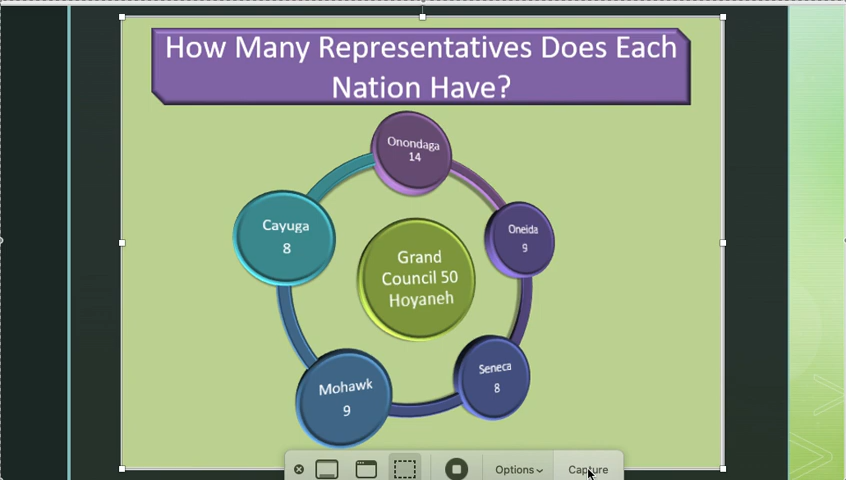 How Many Representatives Does Each
Nation Have?
Onondaga
14
Cayuga
8
Oneida
9
Grand
Council 50
Hoyaneh
Seneca
8
Mohawk
9
Options
Capture